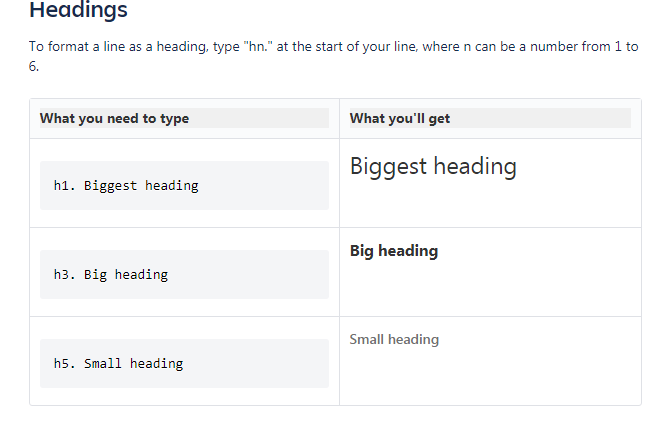 Headings
To format a line as a heading, type "hn." at the start of your line, where n can be a number from 1 to
6.
What you need to type
What you'll get
h1. Biggest heading
Biggest heading
h3. Big heading
Big heading
h5. Small heading
Small heading